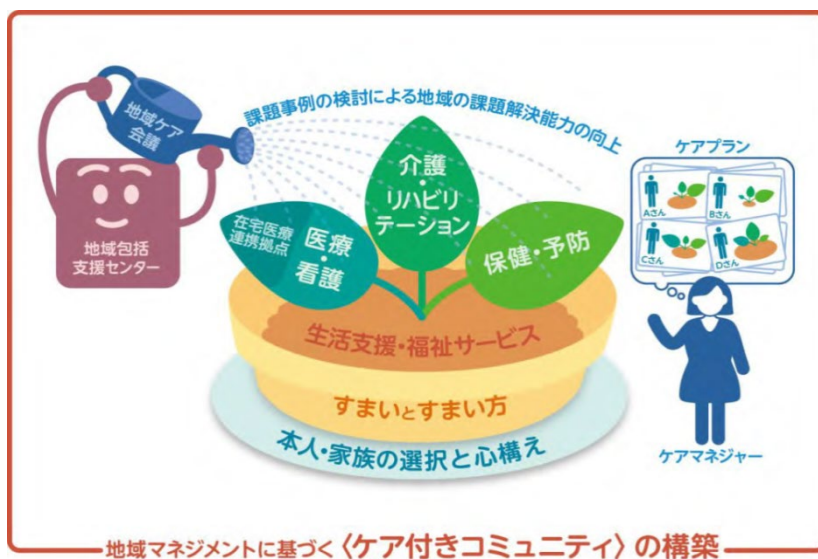 地域ケア
会議
課題事例の検討による地域の課題解決能力の向上
地域包括
支援センター
在宅医療
連携拠点
医療
・
看護
介護
・
リハビリ
テーション
保健・予防
ケアプラン
Aさん
Bさん
Cさん
Dさん
生活支援・福祉サービス
すまいとすまい方
本人・家族の選択と心構え
ケアマネジャー
地域マネジメントに基づく〈ケア付きコミュニティ〉の構築